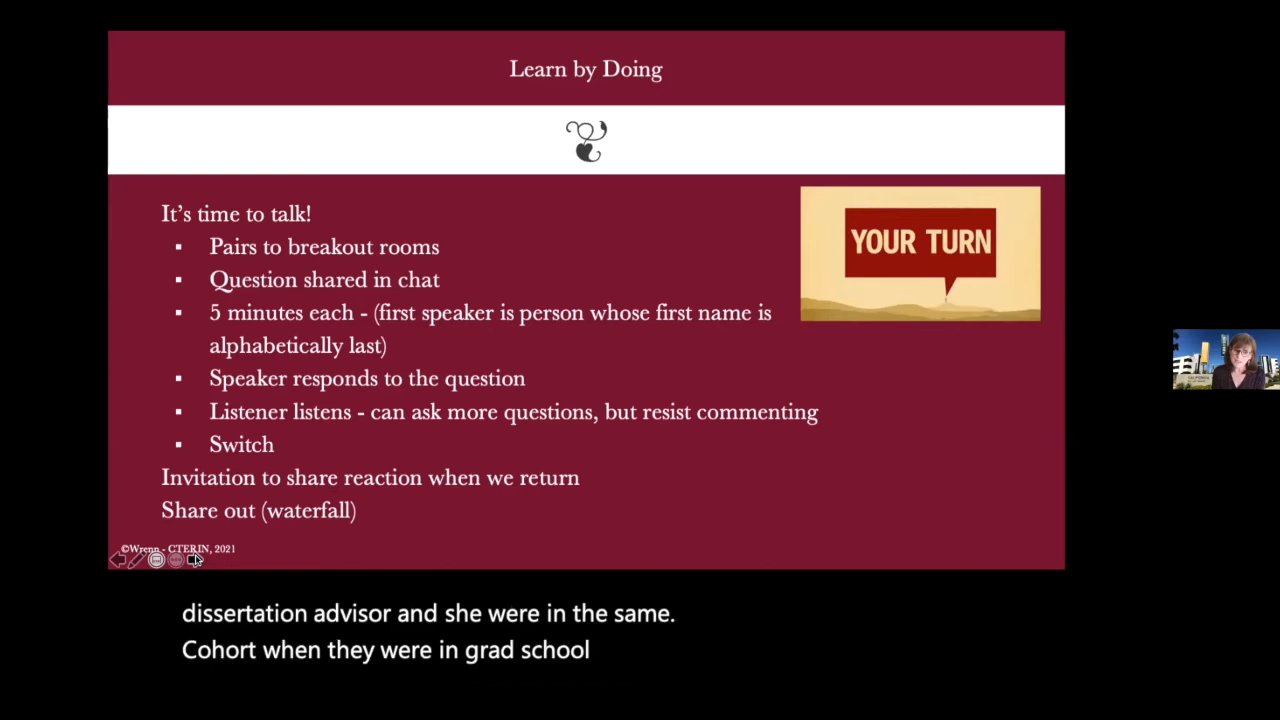 Learn by Doing
It’s time to talk!
▪ Pairs to breakout rooms
▪ Question shared in chat
▪ 5 minutes each - (first speaker is person whose first name is
alphabetically last)
▪ Speaker responds to the question
▪ Listener listens - can ask more questions, but resist commenting
▪ Switch
Invitation to share reaction when we return
Share out (waterfall)
YOUR TURN
©Wrenn - CTERIN, 2021
dissertation advisor and she were in the same.
Cohort when they were in grad school